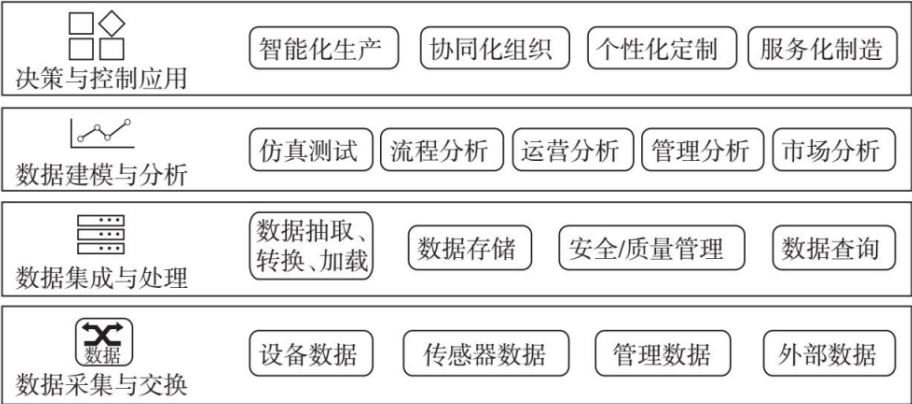 决策与控制应用
智能化生产
协同化组织
个性化定制
服务化制造
数据建模与分析
仿真测试
流程分析
运营分析
管理分析
市场分析
数据集成与处理
数据抽取、
转换、加载
数据存储
安全/质量管理
数据查询
数据
数据采集与交换
设备数据
传感器数据
管理数据
外部数据